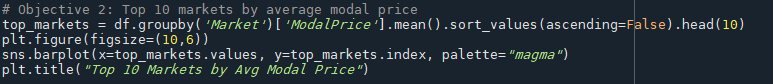 # Objective 2: Top 10 markets by average modal price
top_markets = df.groupby('Market')['ModalPrice'].mean().sort_values(ascending=False).head(10)
plt.figure(figsize=(10,6))
sns.barplot(x=top_markets.values, y=top_markets.index, palette="magma")
plt.title("Top 10 Markets by Avg Modal Price")